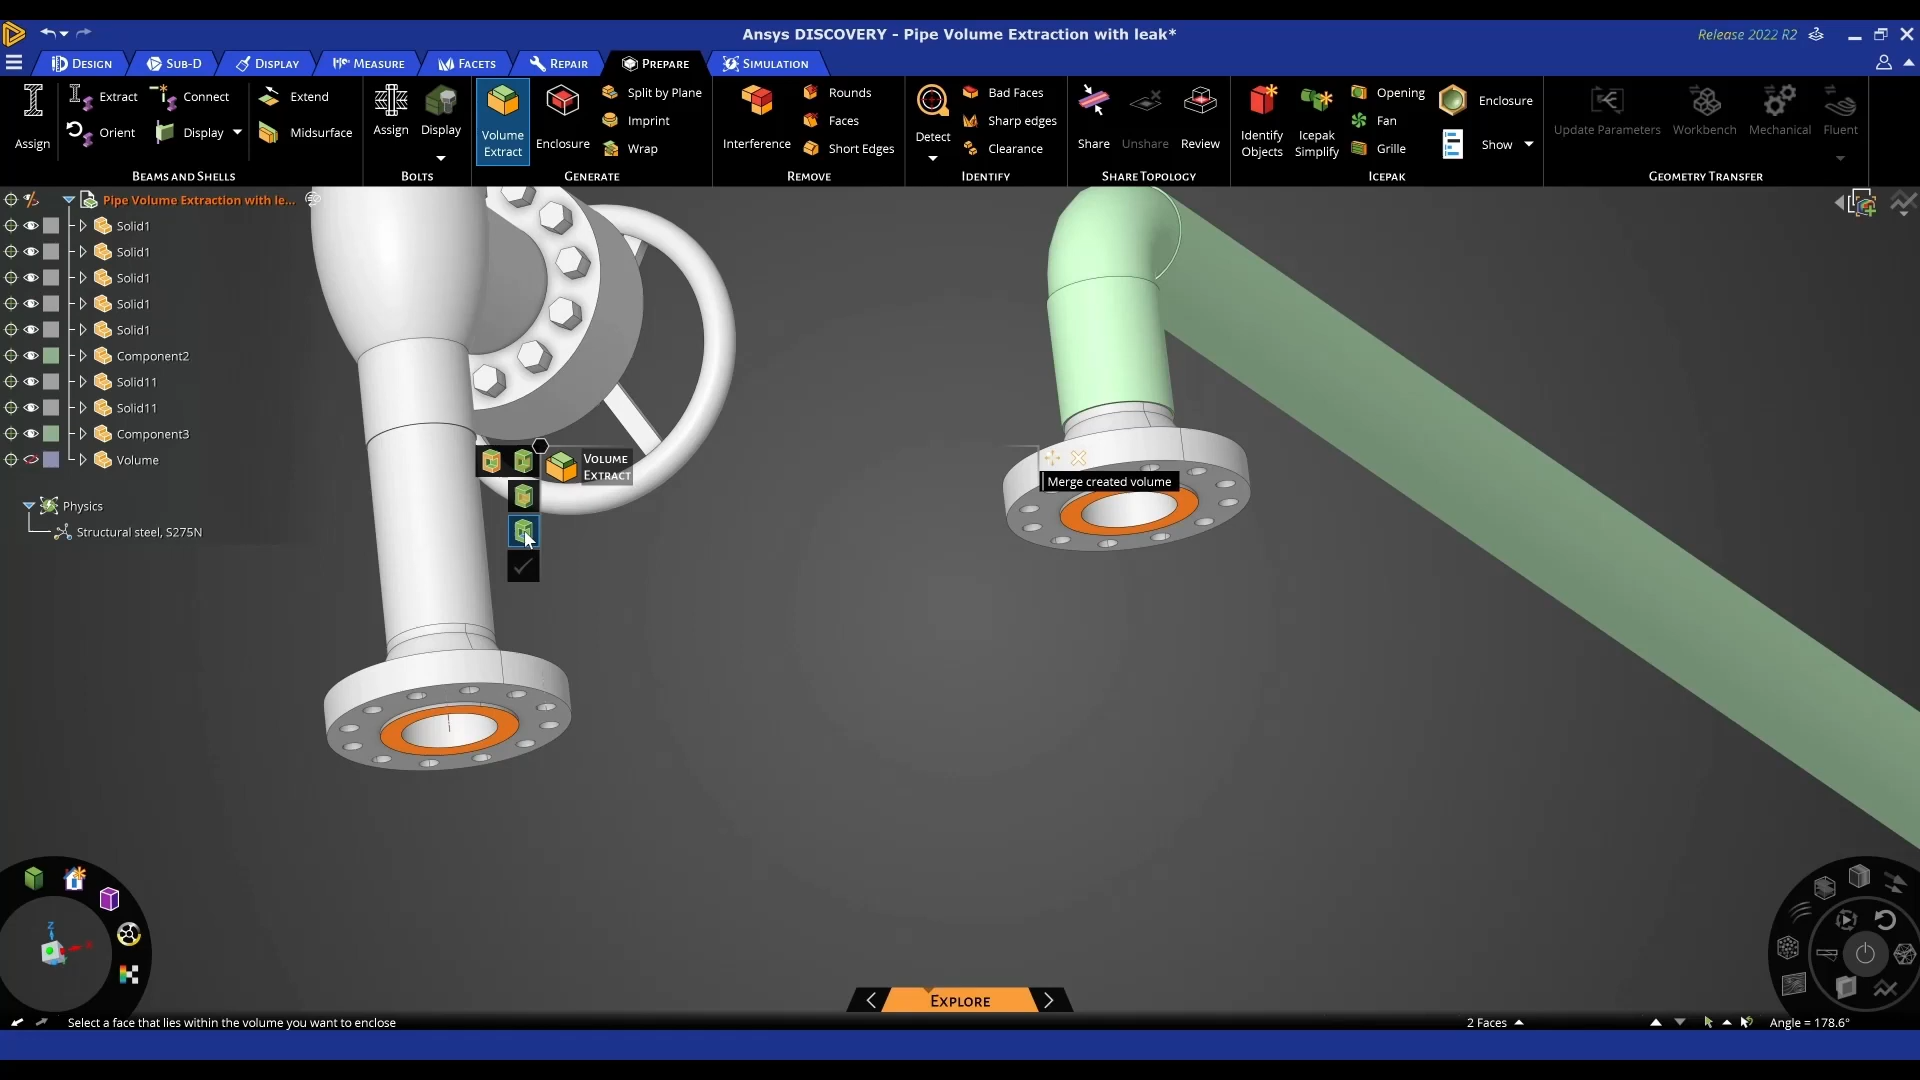 Ansys DISCOVERY - Pipe Volume Extraction with leak*
Release 2022 R2
Design
Sub-D
Display
Measure
Facets
Repair
Prepare
Simulation
Assign
Extract
Connect
Orient
Display
Extend
Midsurface
Beams and Shells
Assign
Display
Bolts
Volume
Extract
Enclosure
Split by Plane
Imprint
Wrap
Generate
Interference
Rounds
Faces
Short Edges
Remove
Detect
Bad Faces
Sharp edges
Clearance
Identify
Share
Unshare
Review
Share Topology
Identify
Objects
Icepak
Simplify
Opening
Fan
Grille
Enclosure
Show
Icepak
Update Parameters
Workbench
Mechanical
Fluent
Geometry Transfer
Pipe Volume Extraction with le...
Solid1
Solid1
Solid1
Solid1
Solid1
Component2
Solid11
Solid11
Component3
Volume
Physics
Structural steel, S275N
Volume
Extract
Merge created volume
Z
Explore
Select a face that lies within the volume you want to enclose
2 Faces
Angle = 178.6°